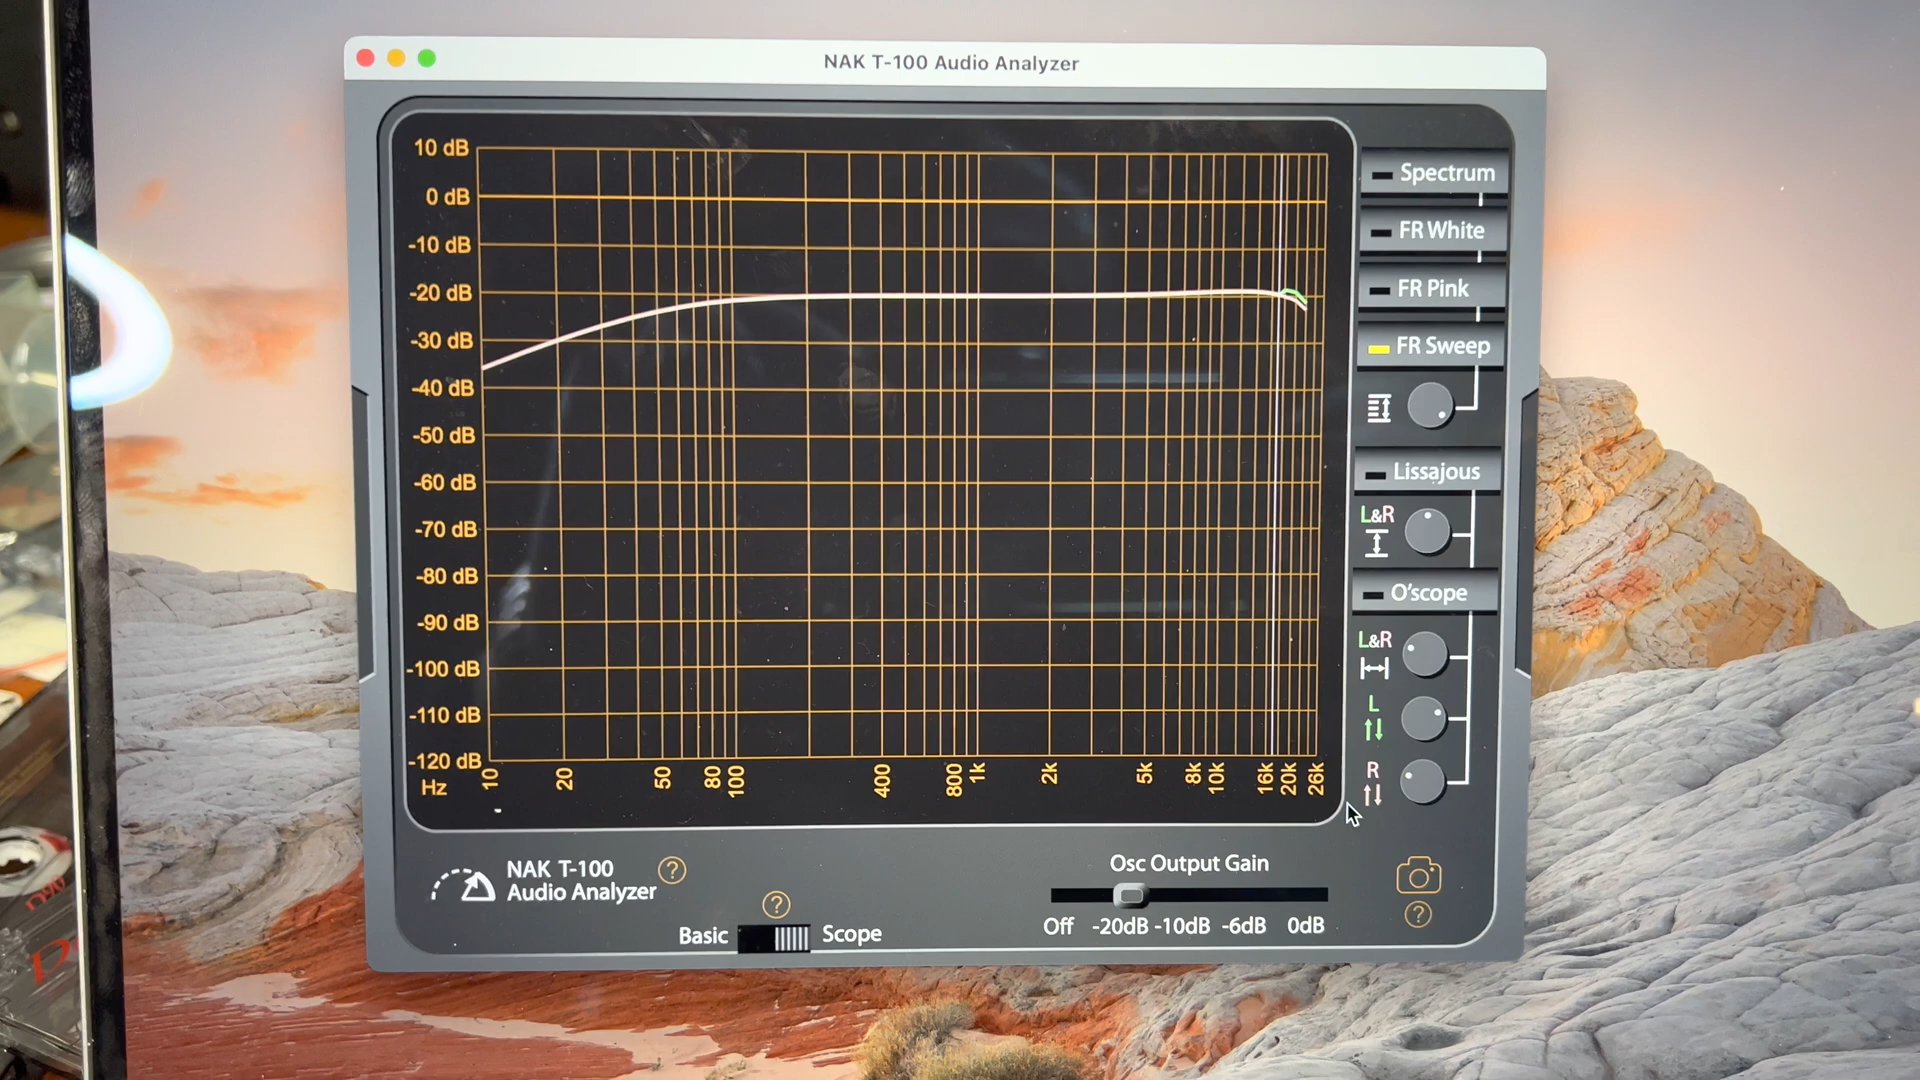 NAK T-100 Audio Analyzer
10 dB
0 dB
-10 dB
-20 dB
-30 dB
-40 dB
-50 dB
-60 dB
-70 dB
-80 dB
-90 dB
-100 dB
-110 dB
-120 dB
Hz
10 20 50 80 100 400 800 1k 2k 5k 8k 10k 16k 20k 26k
Spectrum
FR White
FR Pink
FR Sweep
Lissajous
L&R
O'scope
L&R
L
R
NAK T-100 ?
Audio Analyzer
?
Basic Scope
Osc Output Gain
Off -20dB -10dB -6dB 0dB
?
D90